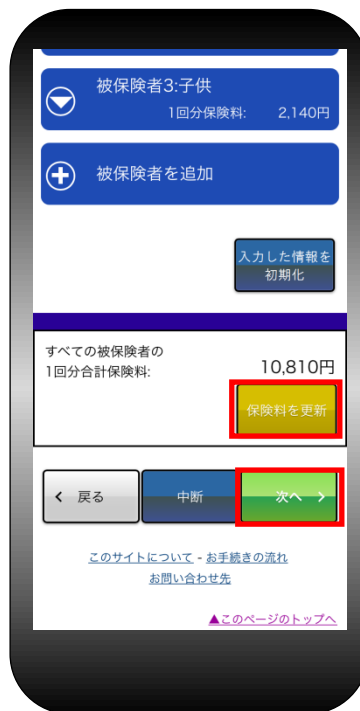 被保険者3:子供
1回分保険料: 2,140円
被保険者を追加
入力した情報を
初期化
すべての被保険者の
1回分合計保険料: 10,810円
保険料を更新
戻る 中断 次へ
このサイトについて - お手続きの流れ
お問い合わせ先
▲このページのトップへ